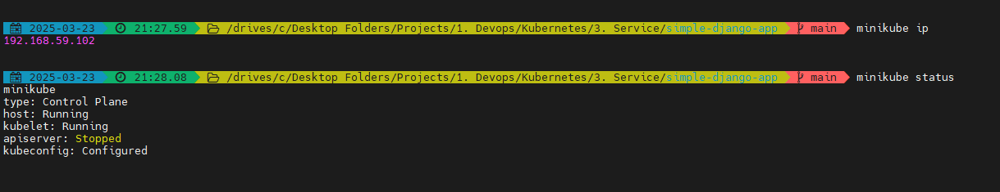 2025-03-23 21:27.59 /drives/c/Desktop Folders/Projects/1. Devops/Kubernetes/3. Service/simple-django-app main minikube ip
192.168.59.102
2025-03-23 21:28.08 /drives/c/Desktop Folders/Projects/1. Devops/Kubernetes/3. Service/simple-django-app main minikube status
minikube
type: Control Plane
host: Running
kubelet: Running
apiserver: Stopped
kubeconfig: Configured